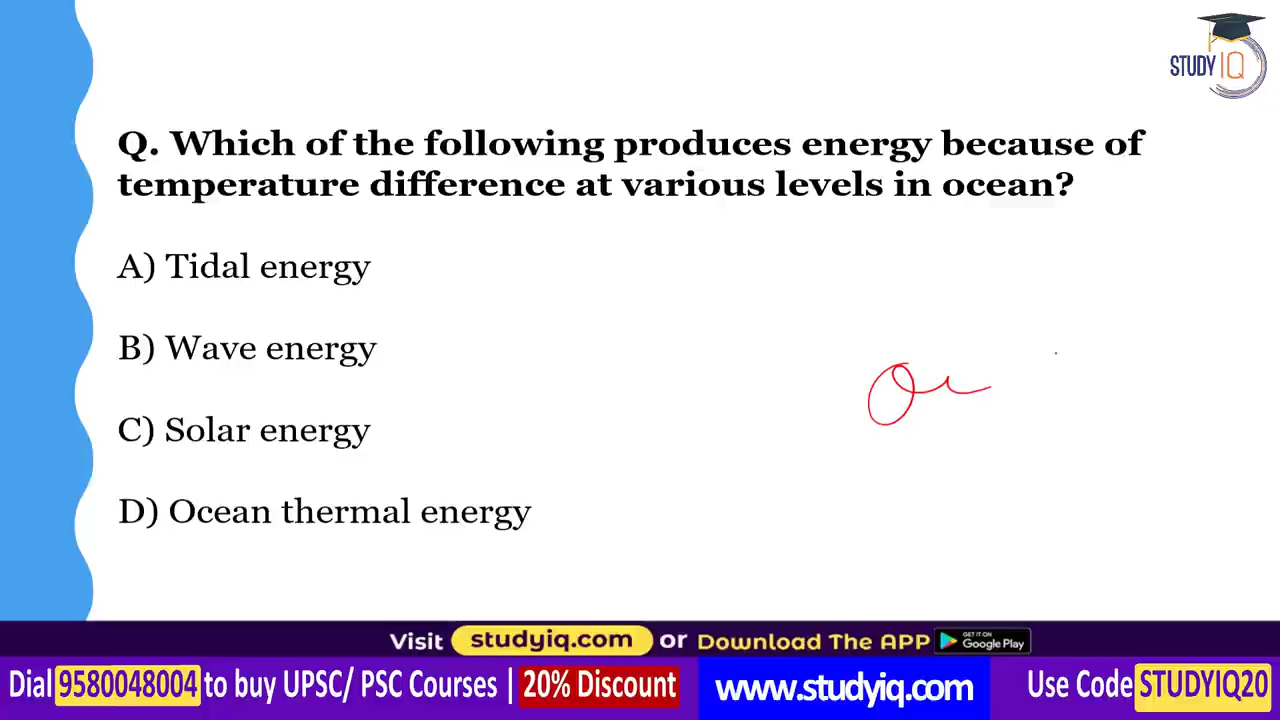 STUDY IQ
Q. Which of the following produces energy because of
temperature difference at various levels in ocean?
A) Tidal energy
B) Wave energy
C) Solar energy
D) Ocean thermal energy
Visit studyiq.com or Download The APP GET IT ON Google Play
Dial 9580048004 to buy UPSC/ PSC Courses | 20% Discount www.studyiq.com Use Code STUDYIQ20